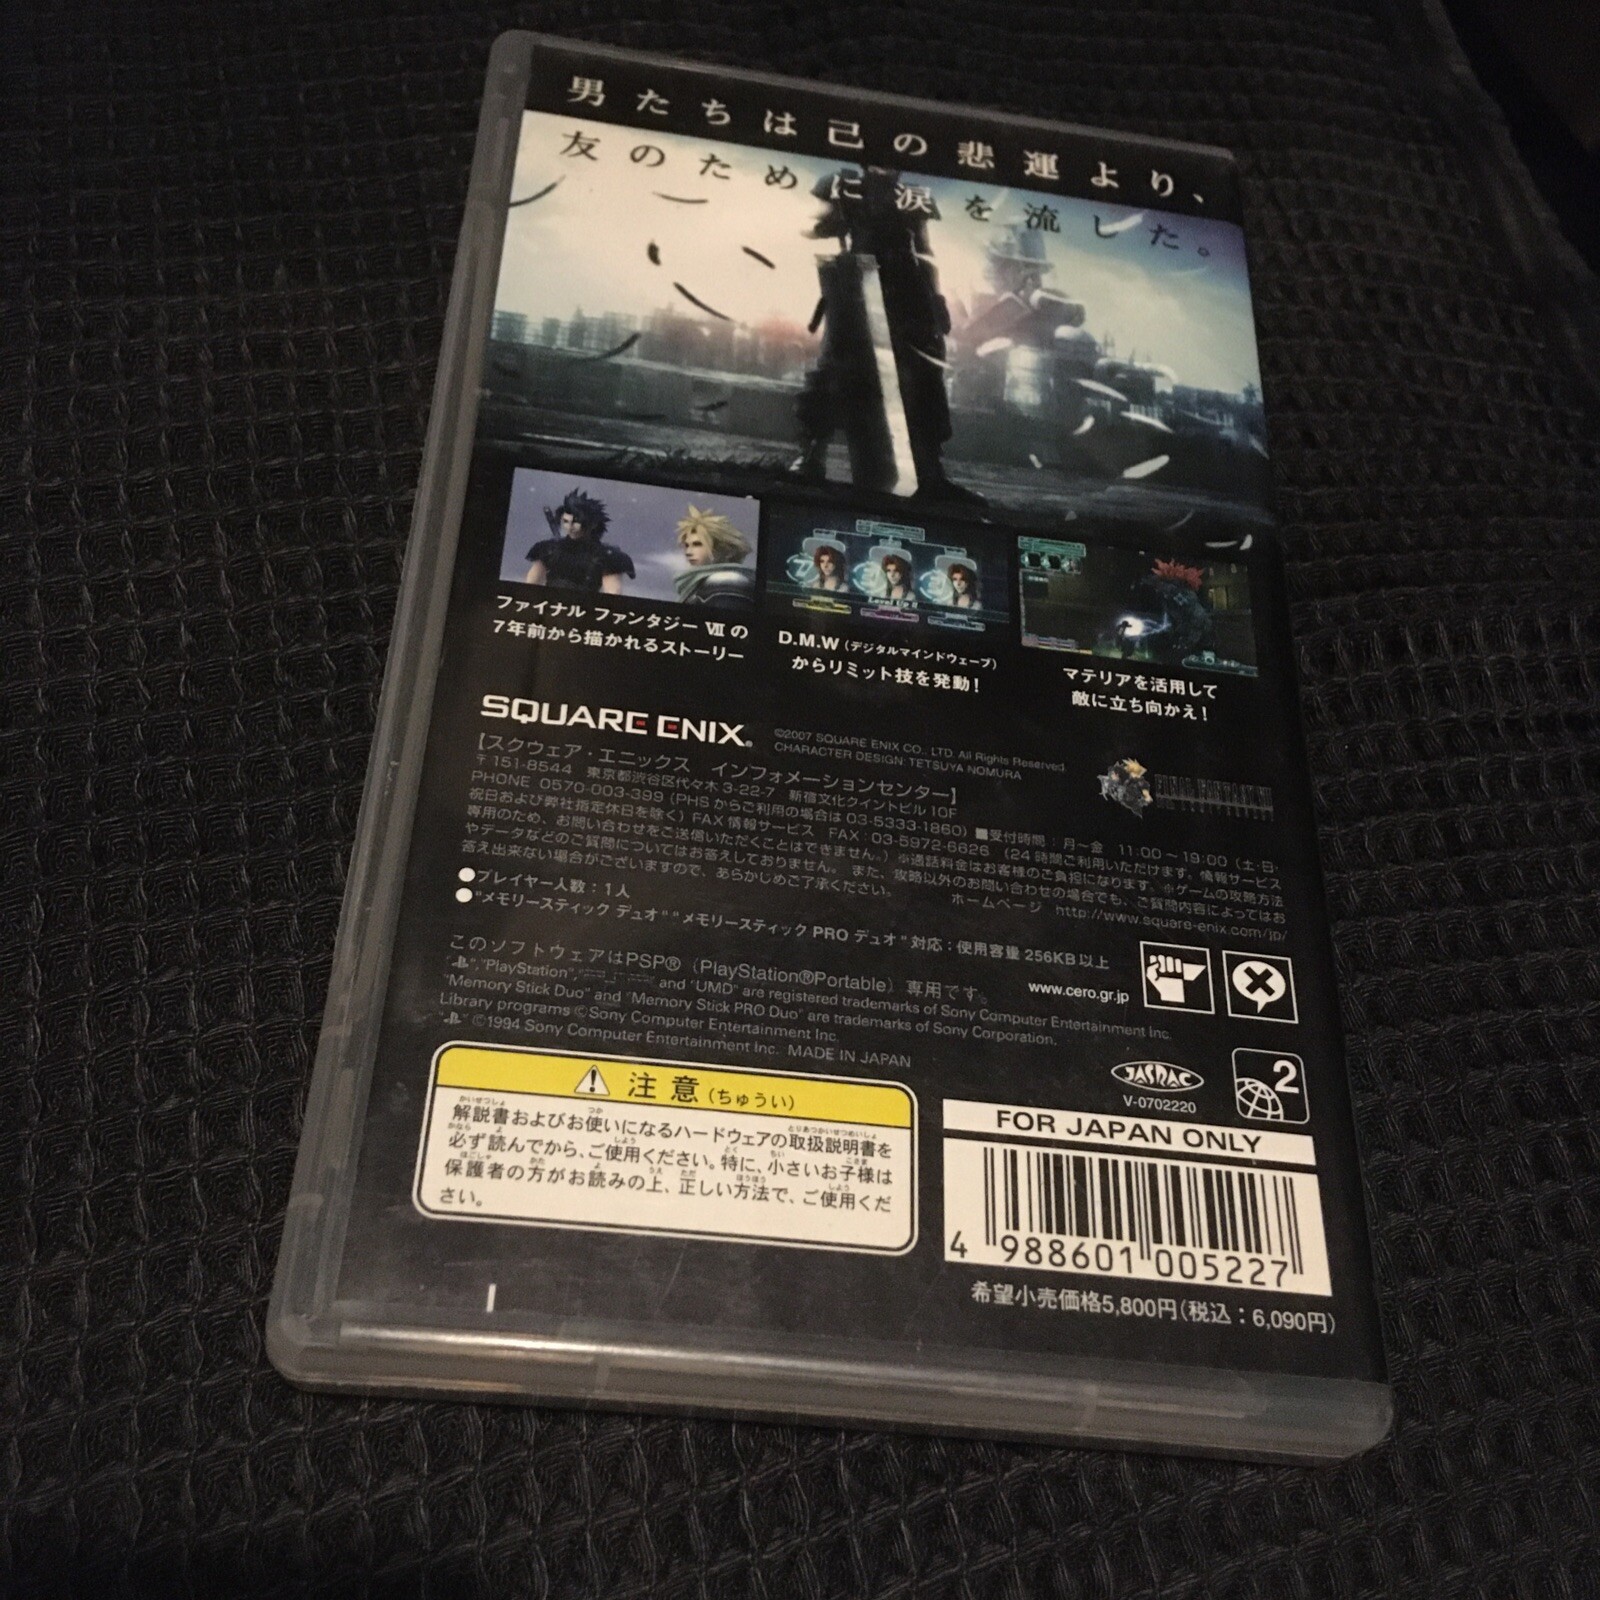 男たちは己の悲運より、
友のために涙を流した。
ファイナル ファンタジー VII の
7年前から描かれるストーリー
Level Up !!
D.M.W (デジタルマインドウェーブ)
からリミット技を発動!
マテリアを活用して
敵に立ち向かえ!
SQUARE ENIX®
©2007 SQUARE ENIX CO., LTD. All Rights Reserved.
CHARACTER DESIGN: TETSUYA NOMURA
【スクウェア・エニックス インフォメーションセンター】
〒151-8544 東京都渋谷区代々木3-22-7 新宿文化クイントビル10F
PHONE 0570-003-399 (PHSからご利用の場合は 03-5333-1860) ■受付時間:月~金 11:00~19:00 (土・日・
祝日および弊社指定休日を除く) FAX情報サービス FAX:03-5972-6626 (24時間ご利用いただけます。情報サービス
専用のため、お問い合わせをご送信いただくことはできません。) ※通話料金はお客様のご負担になります。※ゲームの攻略方法
やデータなどのご質問についてはお答えしておりません。また、攻略以外のお問い合わせの場合でも、ご質問内容によってはお
答え出来ない場合がございますので、あらかじめご了承ください。 ホームページ http://www.square-enix.com/jp/
●プレイヤー人数:1人
●"メモリースティック デュオ" "メモリースティック PRO デュオ" 対応:使用容量 256KB以上
このソフトウェアはPSP® (PlayStation®Portable) 専用です。
www.cero.gr.jp
"PlayStation", and "UMD" are registered trademarks of Sony Computer Entertainment Inc.
"Memory Stick Duo" and "Memory Stick PRO Duo" are trademarks of Sony Corporation.
Library programs ©Sony Computer Entertainment Inc.
©1994 Sony Computer Entertainment Inc. MADE IN JAPAN
JASRAC
V-0702220
2
注意(ちゅうい)
解説書およびお使いになるハードウェアの取扱説明書を
必ず読んでから、ご使用ください。特に、小さいお子様は
保護者の方がお読みの上、正しい方法で、ご使用くだ
さい。
FOR JAPAN ONLY
4 988601 005227
希望小売価格5,800円(税込:6,090円)